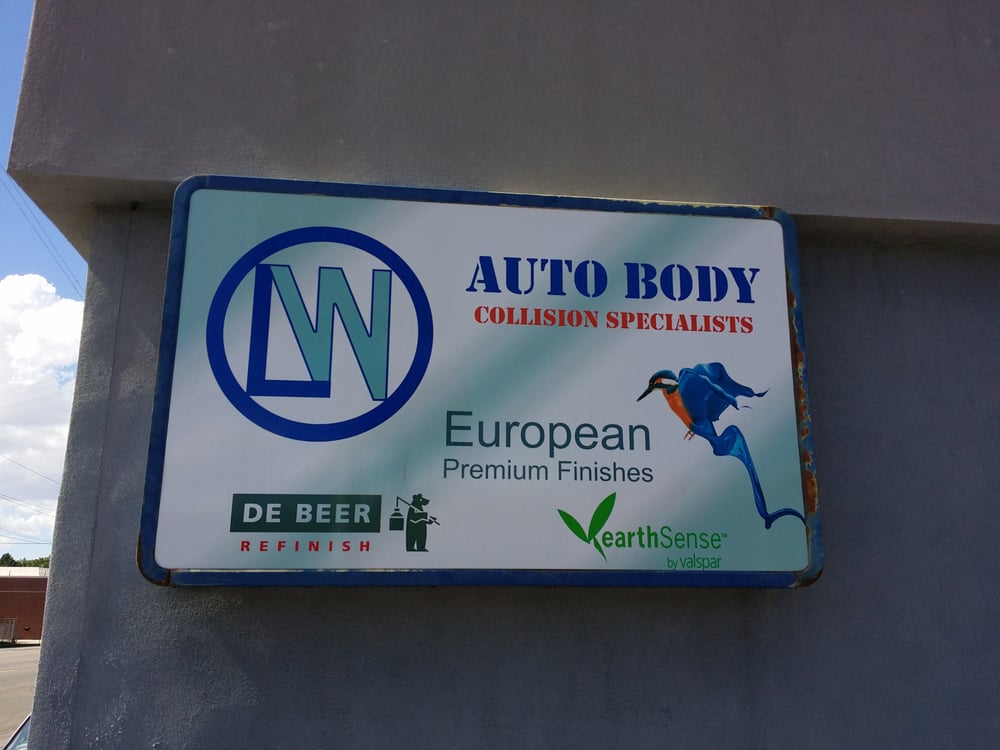 LW
AUTO BODY
COLLISION SPECIALISTS
European
Premium Finishes
DE BEER
REFINISH
earthSense™
by valspar